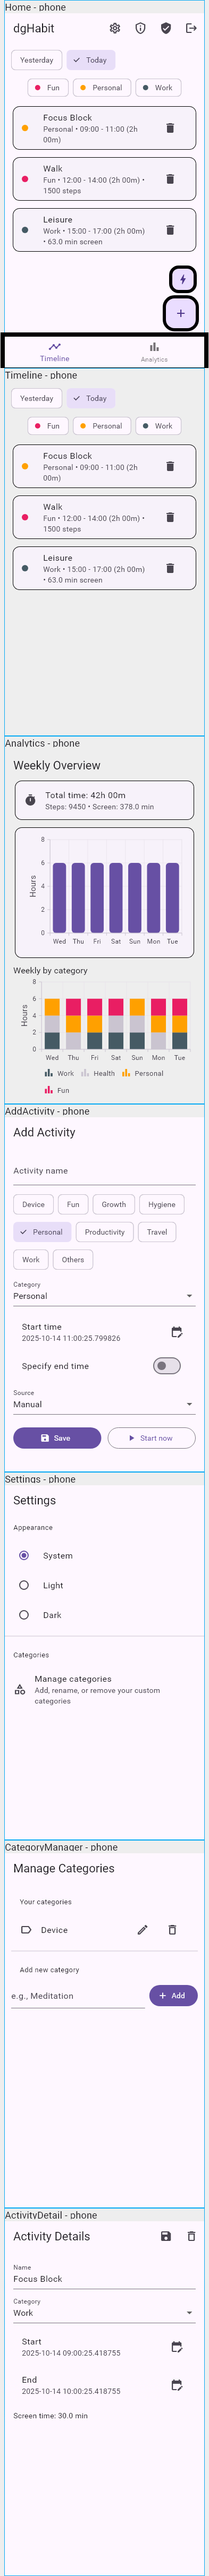 Home - phone
dgHabit
Yesterday
Today
Fun
Personal
Work
Focus Block
Personal • 09:00 - 11:00 (2h
00m)
Walk
Fun • 12:00 - 14:00 (2h 00m) •
1500 steps
Leisure
Work • 15:00 - 17:00 (2h 00m)
• 63.0 min screen
Timeline
Analytics
Timeline - phone
Yesterday
Today
Fun
Personal
Work
Focus Block
Personal • 09:00 - 11:00 (2h
00m)
Walk
Fun • 12:00 - 14:00 (2h 00m) •
1500 steps
Leisure
Work • 15:00 - 17:00 (2h 00m)
• 63.0 min screen
Analytics - phone
Weekly Overview
Total time: 42h 00m
Steps: 9450 • Screen: 378.0 min
8
6
4
2
0
Hours
Wed Thu Fri Sat Sun Mon Tue
Weekly by category
8
6
4
2
0
Hours
Wed Thu Fri Sat Sun Mon Tue
Work Health Personal
Fun
AddActivity - phone
Add Activity
Activity name
Device
Fun
Growth
Hygiene
Personal
Productivity
Travel
Work
Others
Category
Personal
Start time
2025-10-14 11:00:25.799826
Specify end time
Source
Manual
Save
Start now
Settings - phone
Settings
Appearance
System
Light
Dark
Categories
Manage categories
Add, rename, or remove your custom
categories
CategoryManager - phone
Manage Categories
Your categories
Device
Add new category
e.g., Meditation
Add
ActivityDetail - phone
Activity Details
Name
Focus Block
Category
Work
Start
2025-10-14 09:00:25.418755
End
2025-10-14 10:00:25.418755
Screen time: 30.0 min